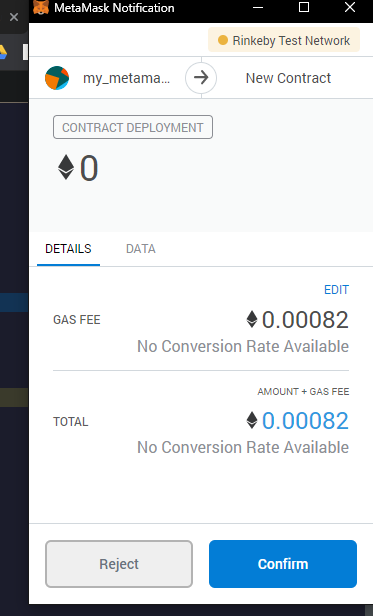 MetaMask Notification
Rinkeby Test Network
my_metama...
New Contract
CONTRACT DEPLOYMENT
0
DETAILS
DATA
EDIT
GAS FEE
0.00082
No Conversion Rate Available
AMOUNT + GAS FEE
TOTAL
0.00082
No Conversion Rate Available
Reject
Confirm